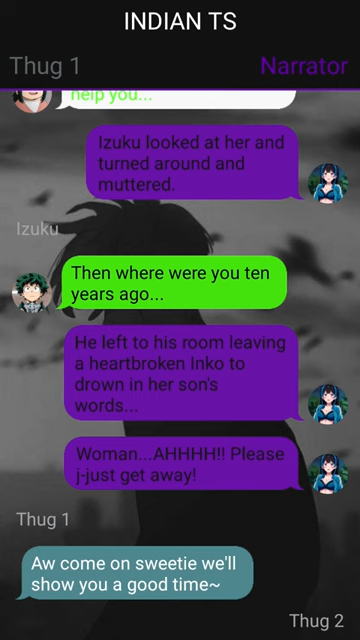 INDIAN TS
Thug 1
Narrator
help you...
Izuku looked at her and
turned around and
muttered.
Izuku
Then where were you ten
years ago...
He left to his room leaving
a heartbroken Inko to
drown in her son's
words...
Woman...AHHHH!! Please
j-just get away!
Thug 1
Aw come on sweetie we'll
show you a good time~
Thug 2